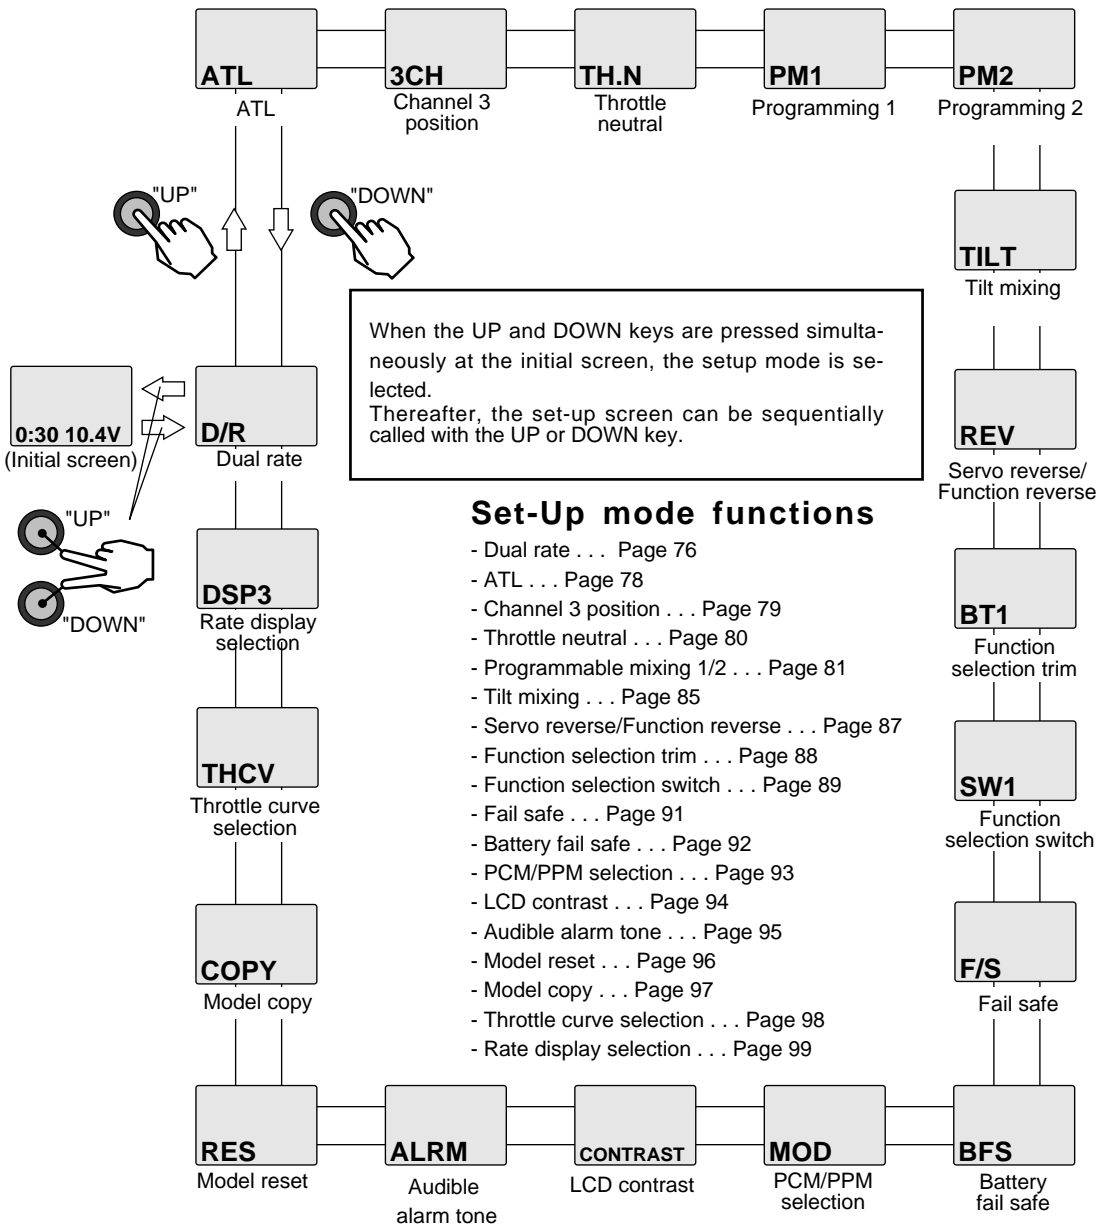 ATL
3CH
TH.N
PM1
PM2
ATL
Channel 3
position
Throttle
neutral
Programming 1
Programming 2
"UP"
"DOWN"
TILT
Tilt mixing
When the UP and DOWN keys are pressed simulta-
neously at the initial screen, the setup mode is se-
lected.
Thereafter, the set-up screen can be sequentially
called with the UP or DOWN key.
0:30 10.4V
(Initial screen)
D/R
Dual rate
REV
Servo reverse/
Function reverse
"UP"
"DOWN"
DSP3
Rate display
selection
Set-Up mode functions
- Dual rate . . . Page 76
- ATL . . . Page 78
- Channel 3 position . . . Page 79
- Throttle neutral . . . Page 80
- Programmable mixing 1/2 . . . Page 81
- Tilt mixing . . . Page 85
- Servo reverse/Function reverse . . . Page 87
- Function selection trim . . . Page 88
- Function selection switch . . . Page 89
- Fail safe . . . Page 91
- Battery fail safe . . . Page 92
- PCM/PPM selection . . . Page 93
- LCD contrast . . . Page 94
- Audible alarm tone . . . Page 95
- Model reset . . . Page 96
- Model copy . . . Page 97
- Throttle curve selection . . . Page 98
- Rate display selection . . . Page 99
BT1
Function
selection trim
THCV
Throttle curve
selection
SW1
Function
selection switch
COPY
Model copy
F/S
Fail safe
RES
Model reset
ALRM
Audible
alarm tone
CONTRAST
LCD contrast
MOD
PCM/PPM
selection
BFS
Battery
fail safe